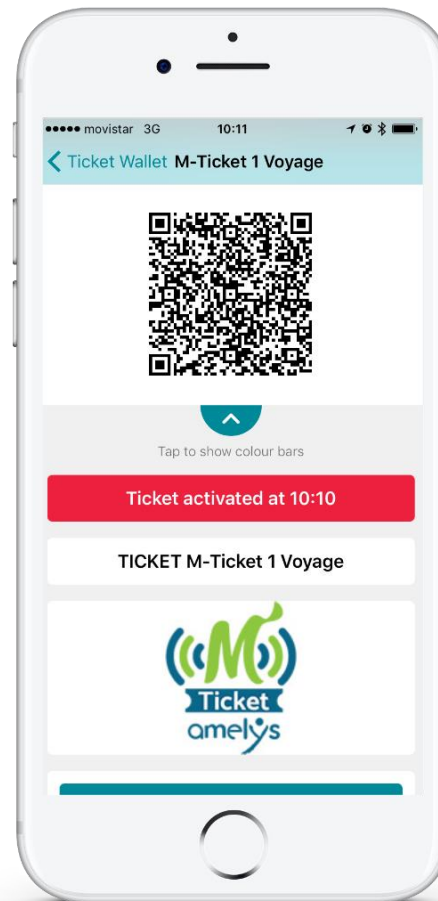 movistar 3G 10:11
Ticket Wallet M-Ticket 1 Voyage
Tap to show colour bars
Ticket activated at 10:10
TICKET M-Ticket 1 Voyage
M
Ticket
amelys